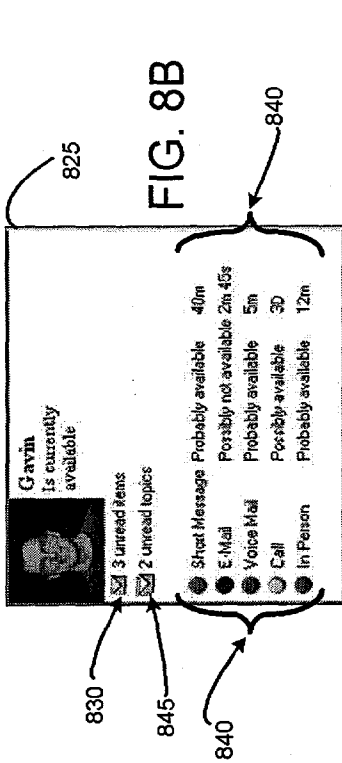 825
FIG. 8B
Gavin
Is currently
available
830
3 unread items
845
2 unread topics
840
840
Short Message Probably available 40m
E-Mail Possibly not available 2m 45s
Voice Mail Probably available 5m
Call Possibly available 3D
In Person Probably available 12m